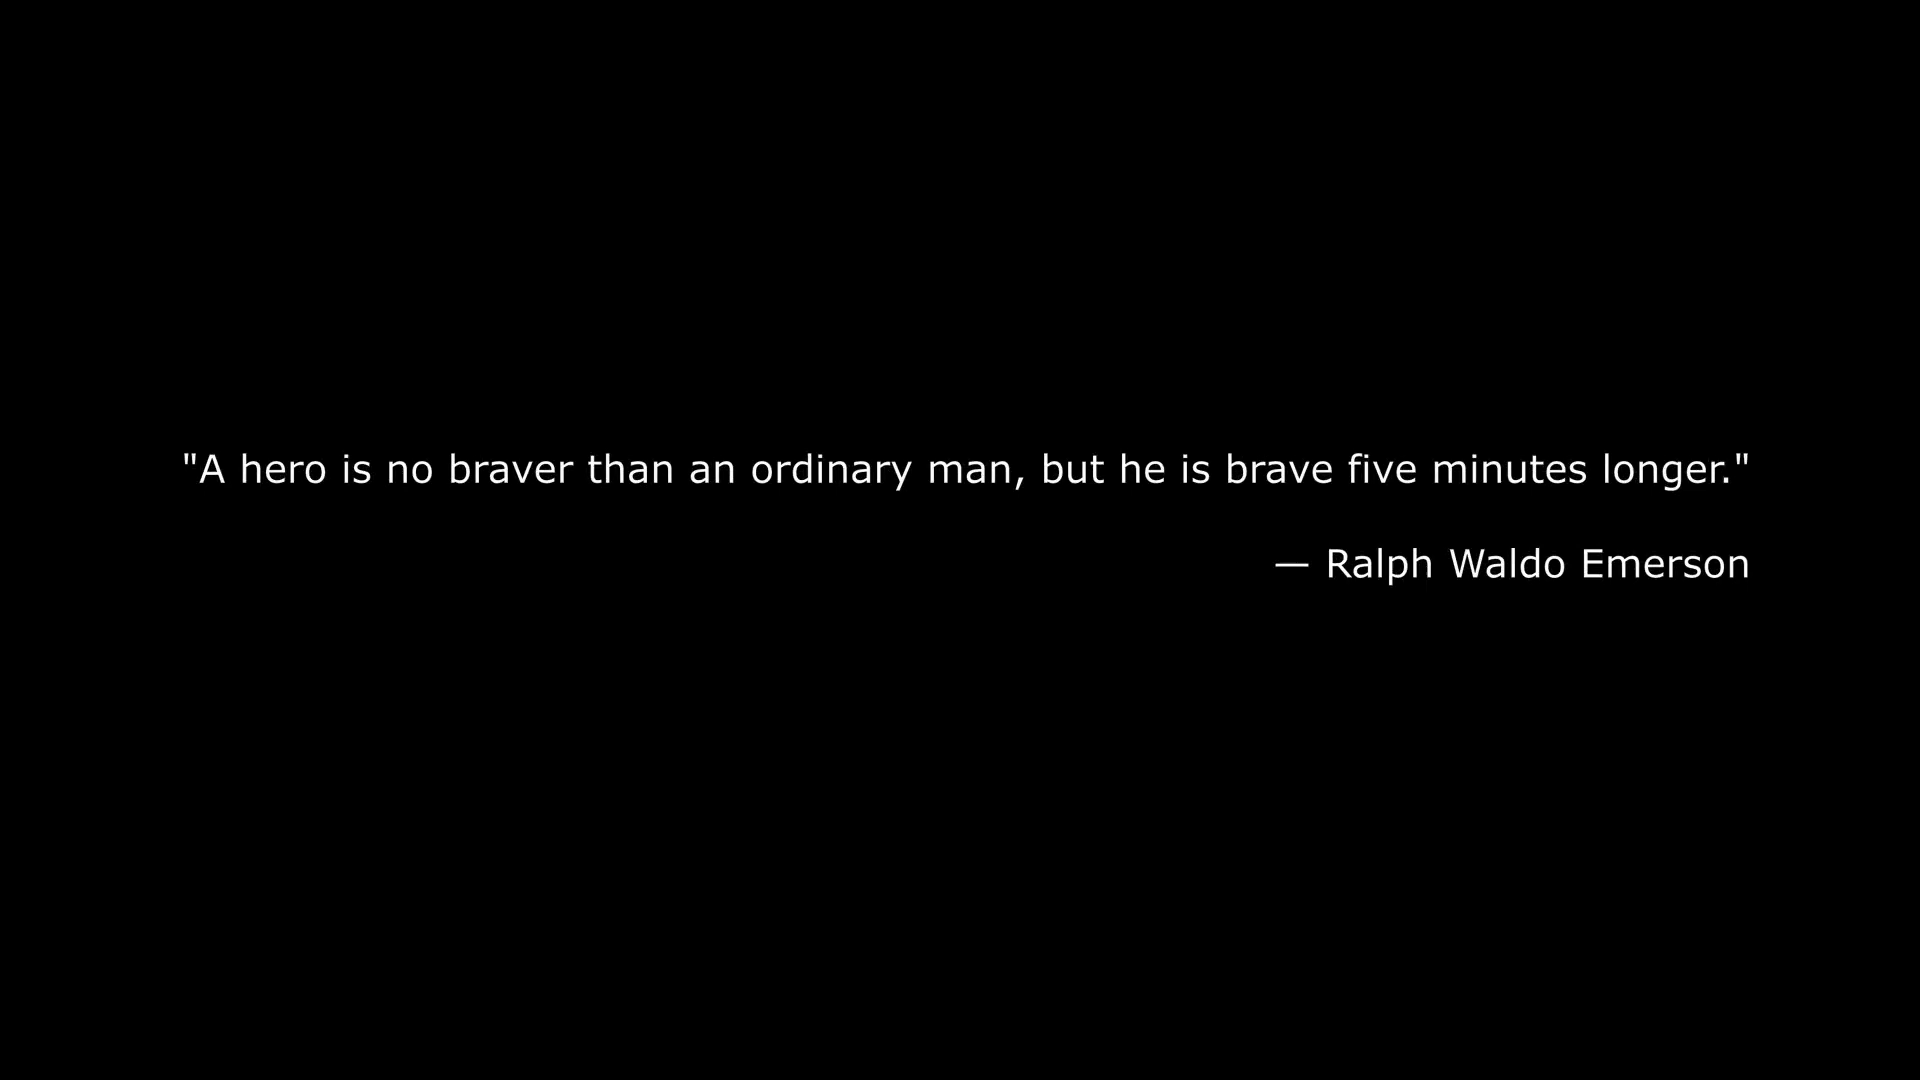 "A hero is no braver than an ordinary man, but he is brave five minutes longer."
— Ralph Waldo Emerson